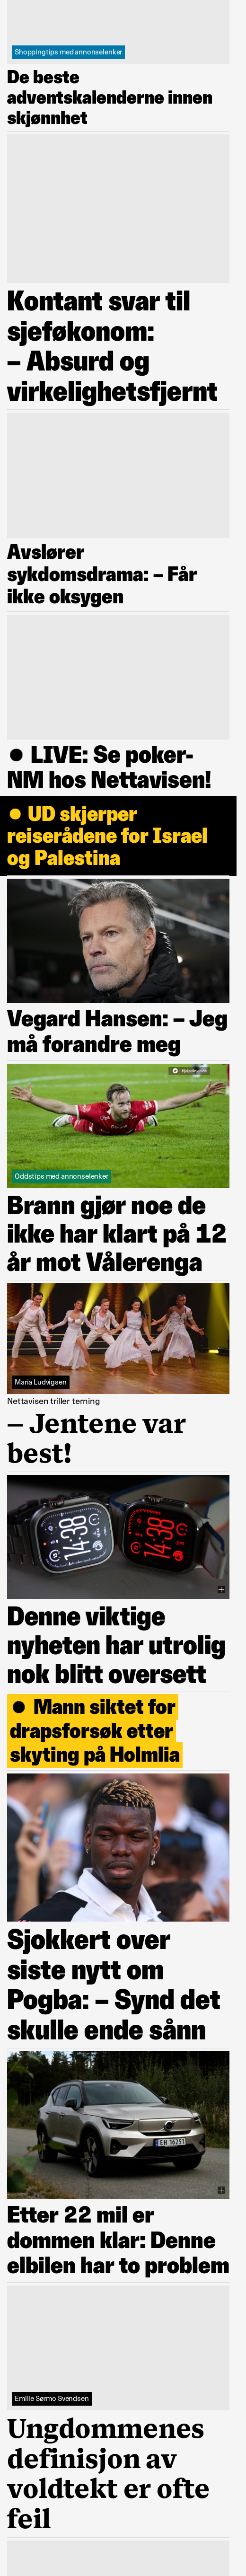 Shoppingtips med annonselenker
De beste
adventskalenderne innen
skjønnhet
Kontant svar til
sjeføkonom:
– Absurd og
virkelighetsfjernt
Avslører
sykdomsdrama: – Får
ikke oksygen
● LIVE: Se poker-
NM hos Nettavisen!
● UD skjerper
reiserådene for Israel
og Palestina
Vegard Hansen: – Jeg
må forandre meg
Oddstips med annonselenker
Brann gjør noe de
ikke har klart på 12
år mot Vålerenga
Maria Ludvigsen
Nettavisen triller terning
– Jentene var
best!
14:38
14:38
Denne viktige
nyheten har utrolig
nok blitt oversett
● Mann siktet for
drapsforsøk etter
skyting på Holmlia
Sjokkert over
siste nytt om
Pogba: – Synd det
skulle ende sånn
Etter 22 mil er
dommen klar: Denne
elbilen har to problem
Emilie Sørmo Svendsen
Ungdommenes
definisjon av
voldtekt er ofte
feil